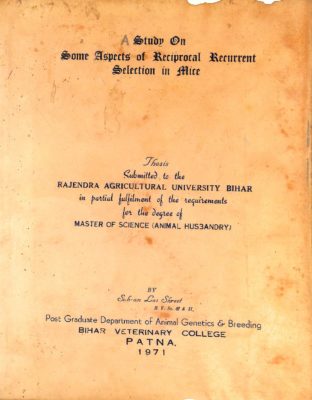 A Study On
Some Aspects of Reciprocal Recurrent
Selection in Mice
Thesis
Submitted to the
RAJENDRA AGRICULTURAL UNIVERSITY BIHAR
in partial fulfilment of the requirements
for the degree of
MASTER OF SCIENCE (ANIMAL HUSBANDRY)
BY
Post Graduate Department of Animal Genetics & Breeding
BIHAR VETERINARY COLLEGE
PATNA.
1971